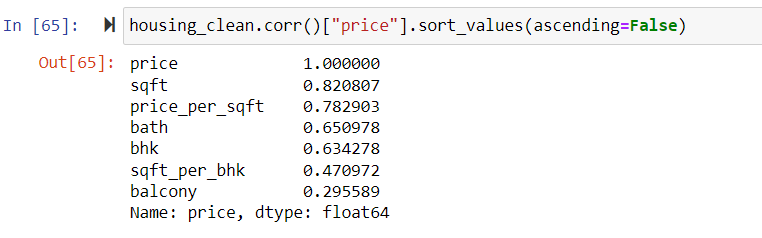 In [65]: housing_clean.corr()["price"].sort_values(ascending=False)
Out[65]: price 1.000000
sqft 0.820807
price_per_sqft 0.782903
bath 0.650978
bhk 0.634278
sqft_per_bhk 0.470972
balcony 0.295589
Name: price, dtype: float64